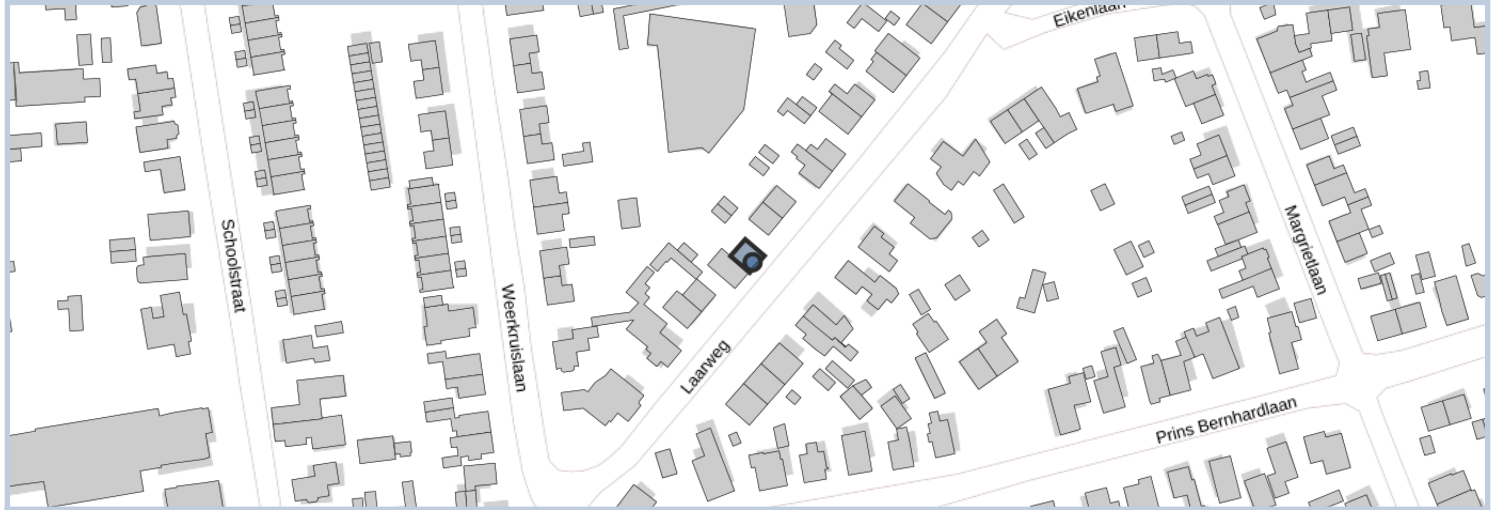 Eikenlaan
Schoolstraat
Margrietlaan
Weerkruislaan
Laarweg
Prins Bernhardlaan